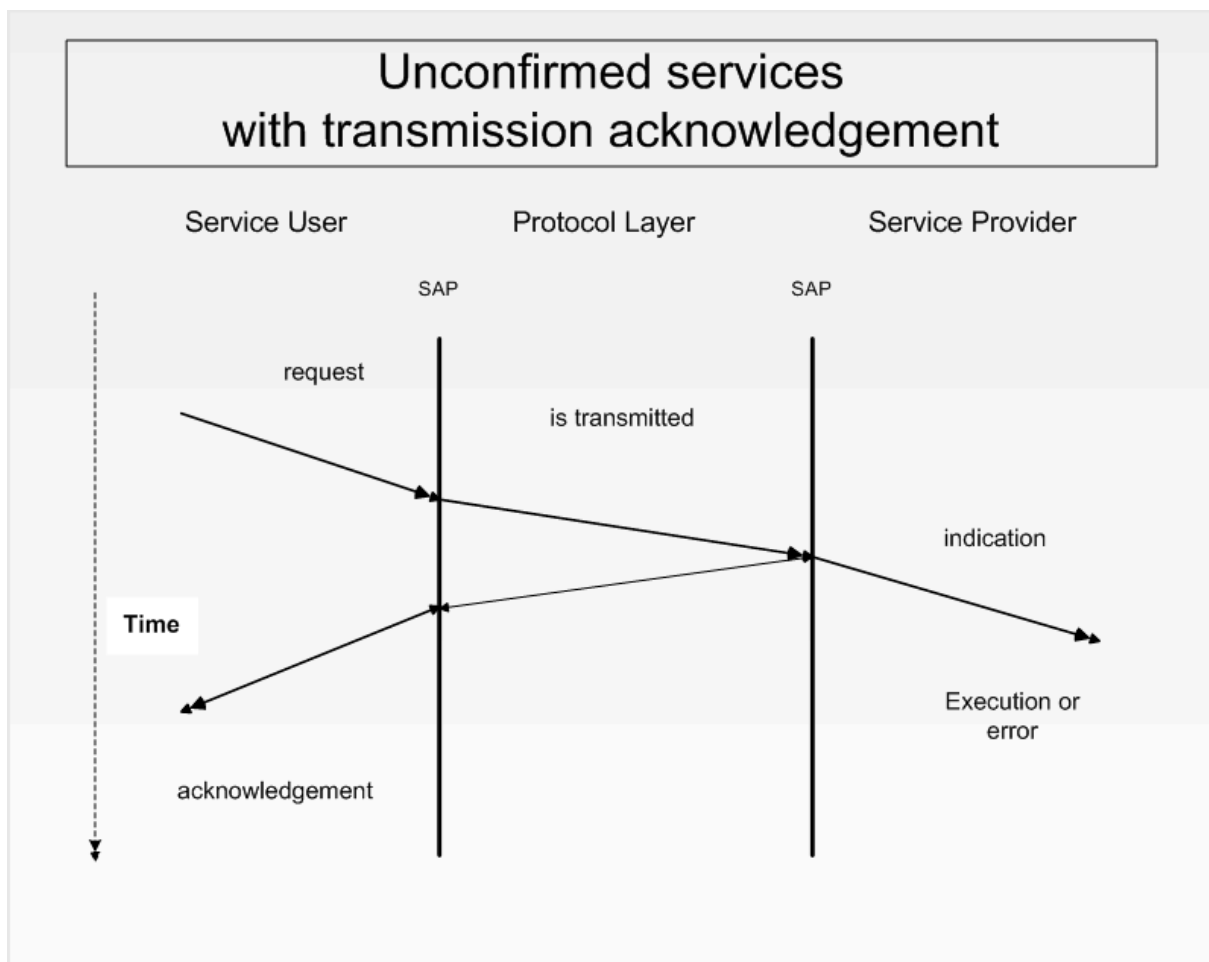 Unconfirmed services
with transmission acknowledgement
Service User
Protocol Layer
Service Provider
SAP
SAP
request
is transmitted
indication
Time
Execution or
error
acknowledgement